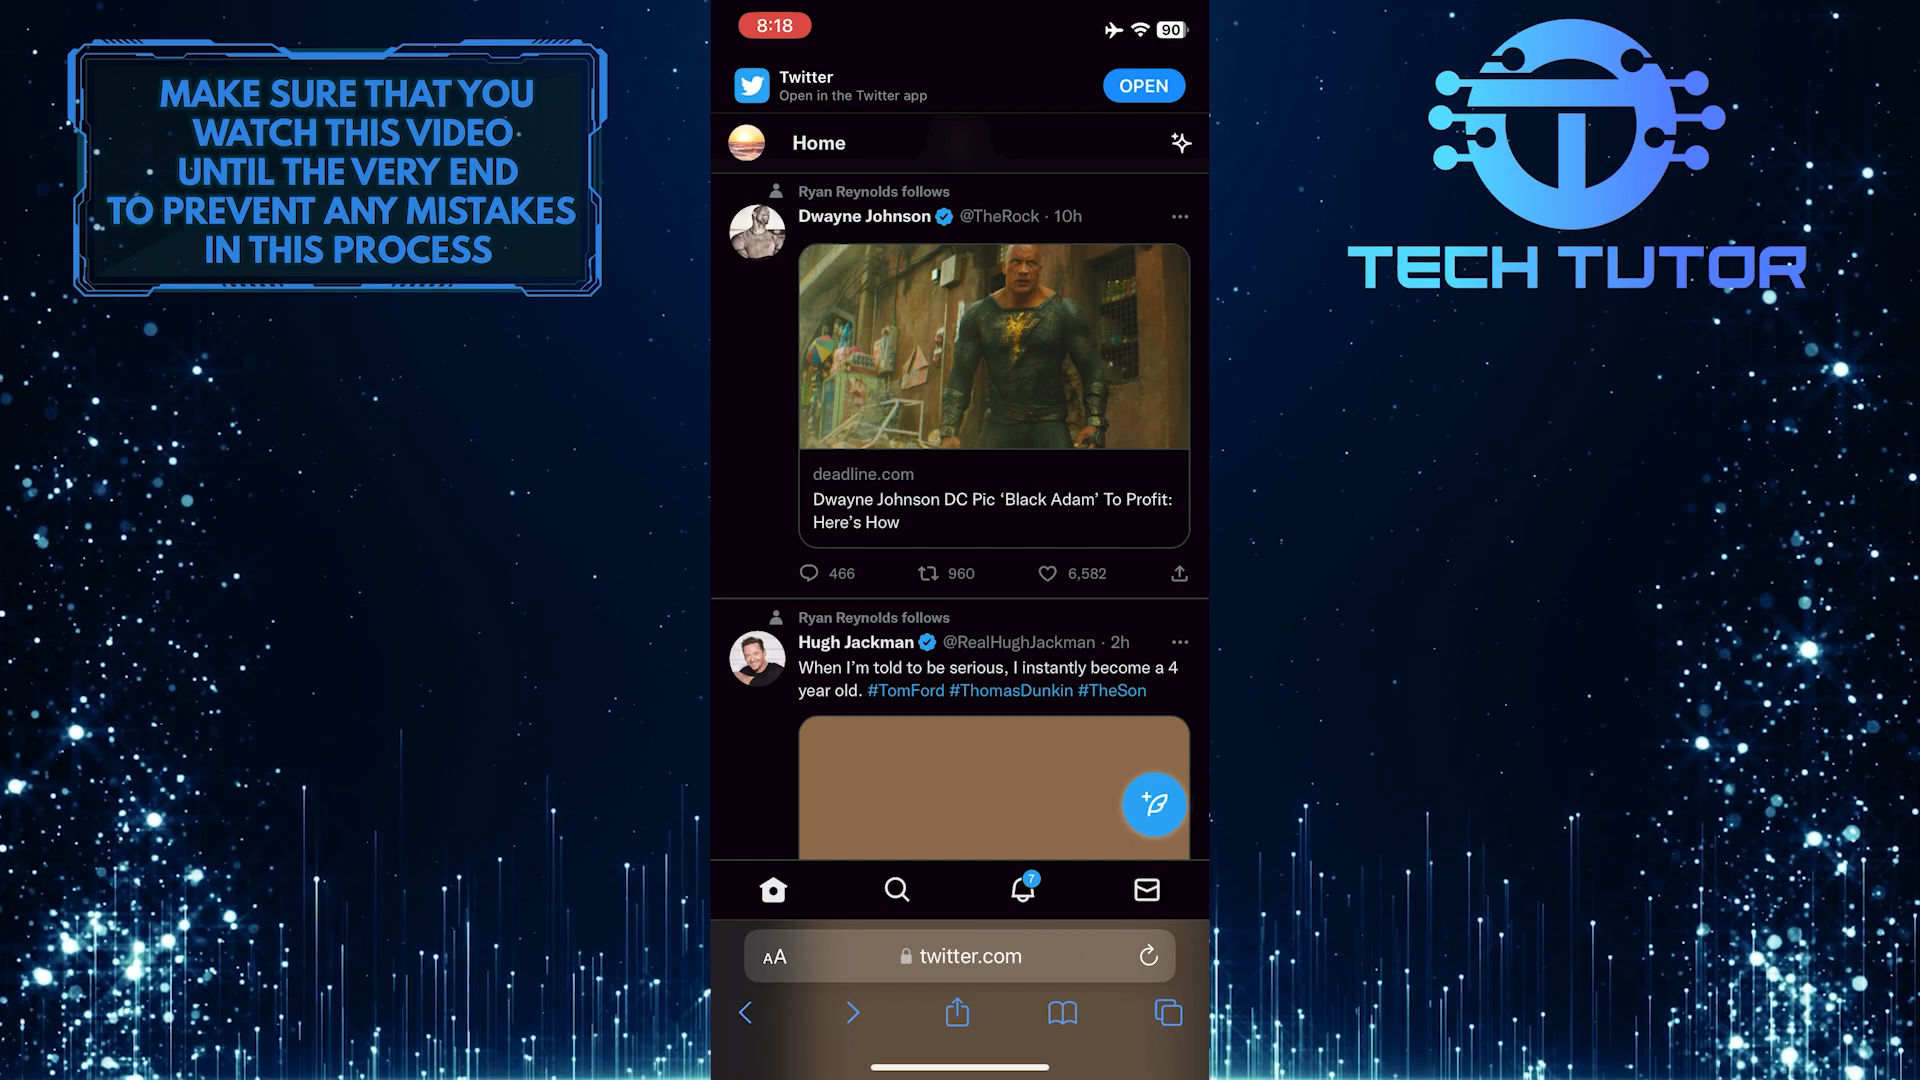 MAKE SURE THAT YOU
WATCH THIS VIDEO
UNTIL THE VERY END
TO PREVENT ANY MISTAKES
IN THIS PROCESS
8:18
90
Twitter
Open in the Twitter app
OPEN
Home
Ryan Reynolds follows
Dwayne Johnson @TheRock · 10h
deadline.com
Dwayne Johnson DC Pic ‘Black Adam’ To Profit:
Here’s How
466 960 6,582
Ryan Reynolds follows
Hugh Jackman @RealHughJackman · 2h
When I’m told to be serious, I instantly become a 4
year old. #TomFord #ThomasDunkin #TheSon
7
AA twitter.com
T
TECH TUTOR